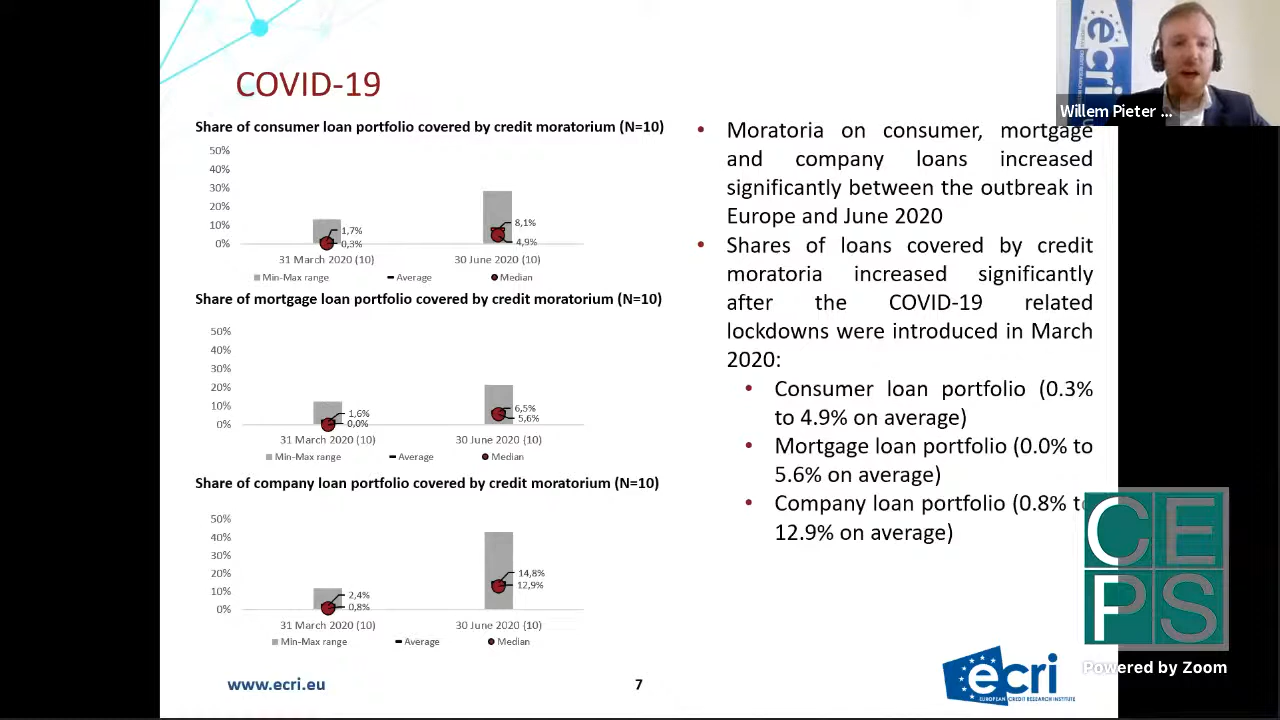 COVID-19
Share of consumer loan portfolio covered by credit moratorium (N=10)
50%
40%
30%
20%
10%
0%
1,7%
0,3%
8,1%
4,9%
31 March 2020 (10)
30 June 2020 (10)
Min-Max range
Average
Median
Share of mortgage loan portfolio covered by credit moratorium (N=10)
50%
40%
30%
20%
10%
0%
1,6%
0,0%
6,5%
5,6%
31 March 2020 (10)
30 June 2020 (10)
Min-Max range
Average
Median
Share of company loan portfolio covered by credit moratorium (N=10)
50%
40%
30%
20%
10%
0%
2,4%
0,8%
14,8%
12,9%
31 March 2020 (10)
30 June 2020 (10)
Min-Max range
Average
Median
• Moratoria on consumer, mortgage
and company loans increased
significantly between the outbreak in
Europe and June 2020
• Shares of loans covered by credit
moratoria increased significantly
after the COVID-19 related
lockdowns were introduced in March
2020:
• Consumer loan portfolio (0.3%
to 4.9% on average)
• Mortgage loan portfolio (0.0% to
5.6% on average)
• Company loan portfolio (0.8% to
12.9% on average)
www.ecri.eu
7
ecri
EUROPEAN CREDIT RESEARCH INSTITUTE
ecri
Willem Pieter ...
CE
PS
Powered by Zoom